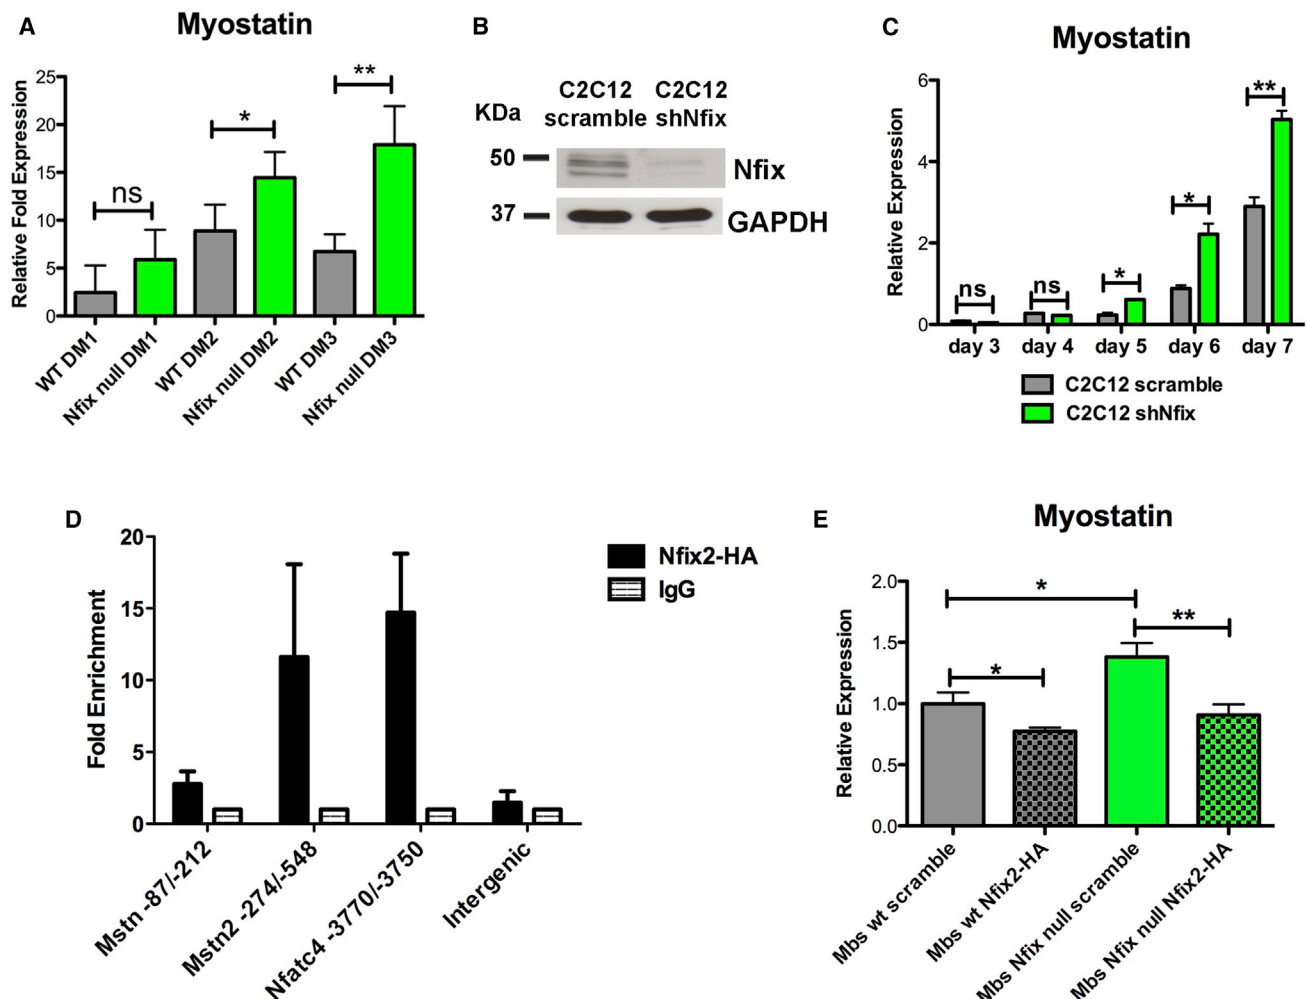 A
Myostatin
Relative Fold Expression
25
20
15
10
5
0
ns
*
**
WT DM1
Nfix null DM1
WT DM2
Nfix null DM2
WT DM3
Nfix null DM3
B
KDa
C2C12 scramble
C2C12 shNfix
50
Nfix
37
GAPDH
C
Myostatin
Relative Expression
6
4
2
0
ns
ns
*
*
**
day 3
day 4
day 5
day 6
day 7
C2C12 scramble
C2C12 shNfix
D
Fold Enrichment
20
15
10
5
0
Nfix2-HA
IgG
Mstn -87/-212
Mstn2 -274/-548
Nfatc4 -3770/-3750
Intergenic
E
Myostatin
Relative Expression
2.0
1.5
1.0
0.5
0.0
*
*
**
Mbs wt scramble
Mbs wt Nfix2-HA
Mbs Nfix null scramble
Mbs Nfix null Nfix2-HA